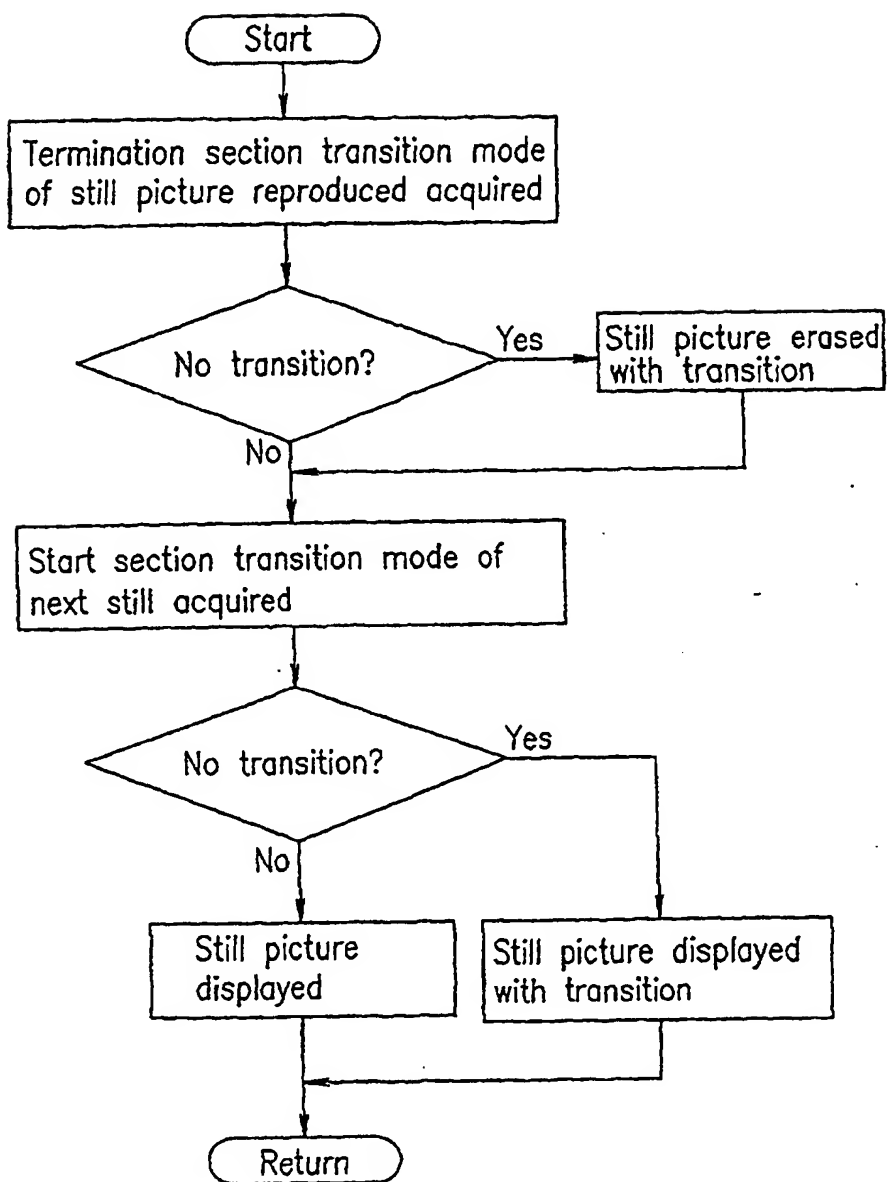 Start
Termination section transition mode
of still picture reproduced acquired
No transition?
Yes
Still picture erased
with transition
No
Start section transition mode of
next still acquired
No transition?
Yes
No
Still picture
displayed
Still picture displayed
with transition
Return